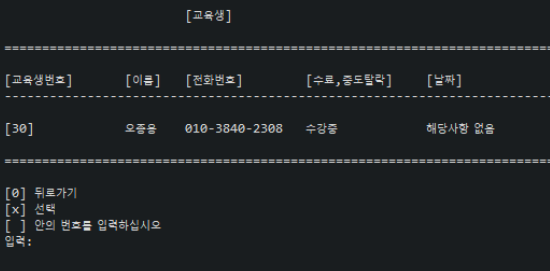 [교육생]
[교육생번호] [이름] [전화번호] [수료,중도탈락] [날짜]
[30] 오종용 010-3840-2308 수강중 해당사항 없음
[0] 뒤로가기
[x] 선택
[ ] 안의 번호를 입력하십시오
입력: